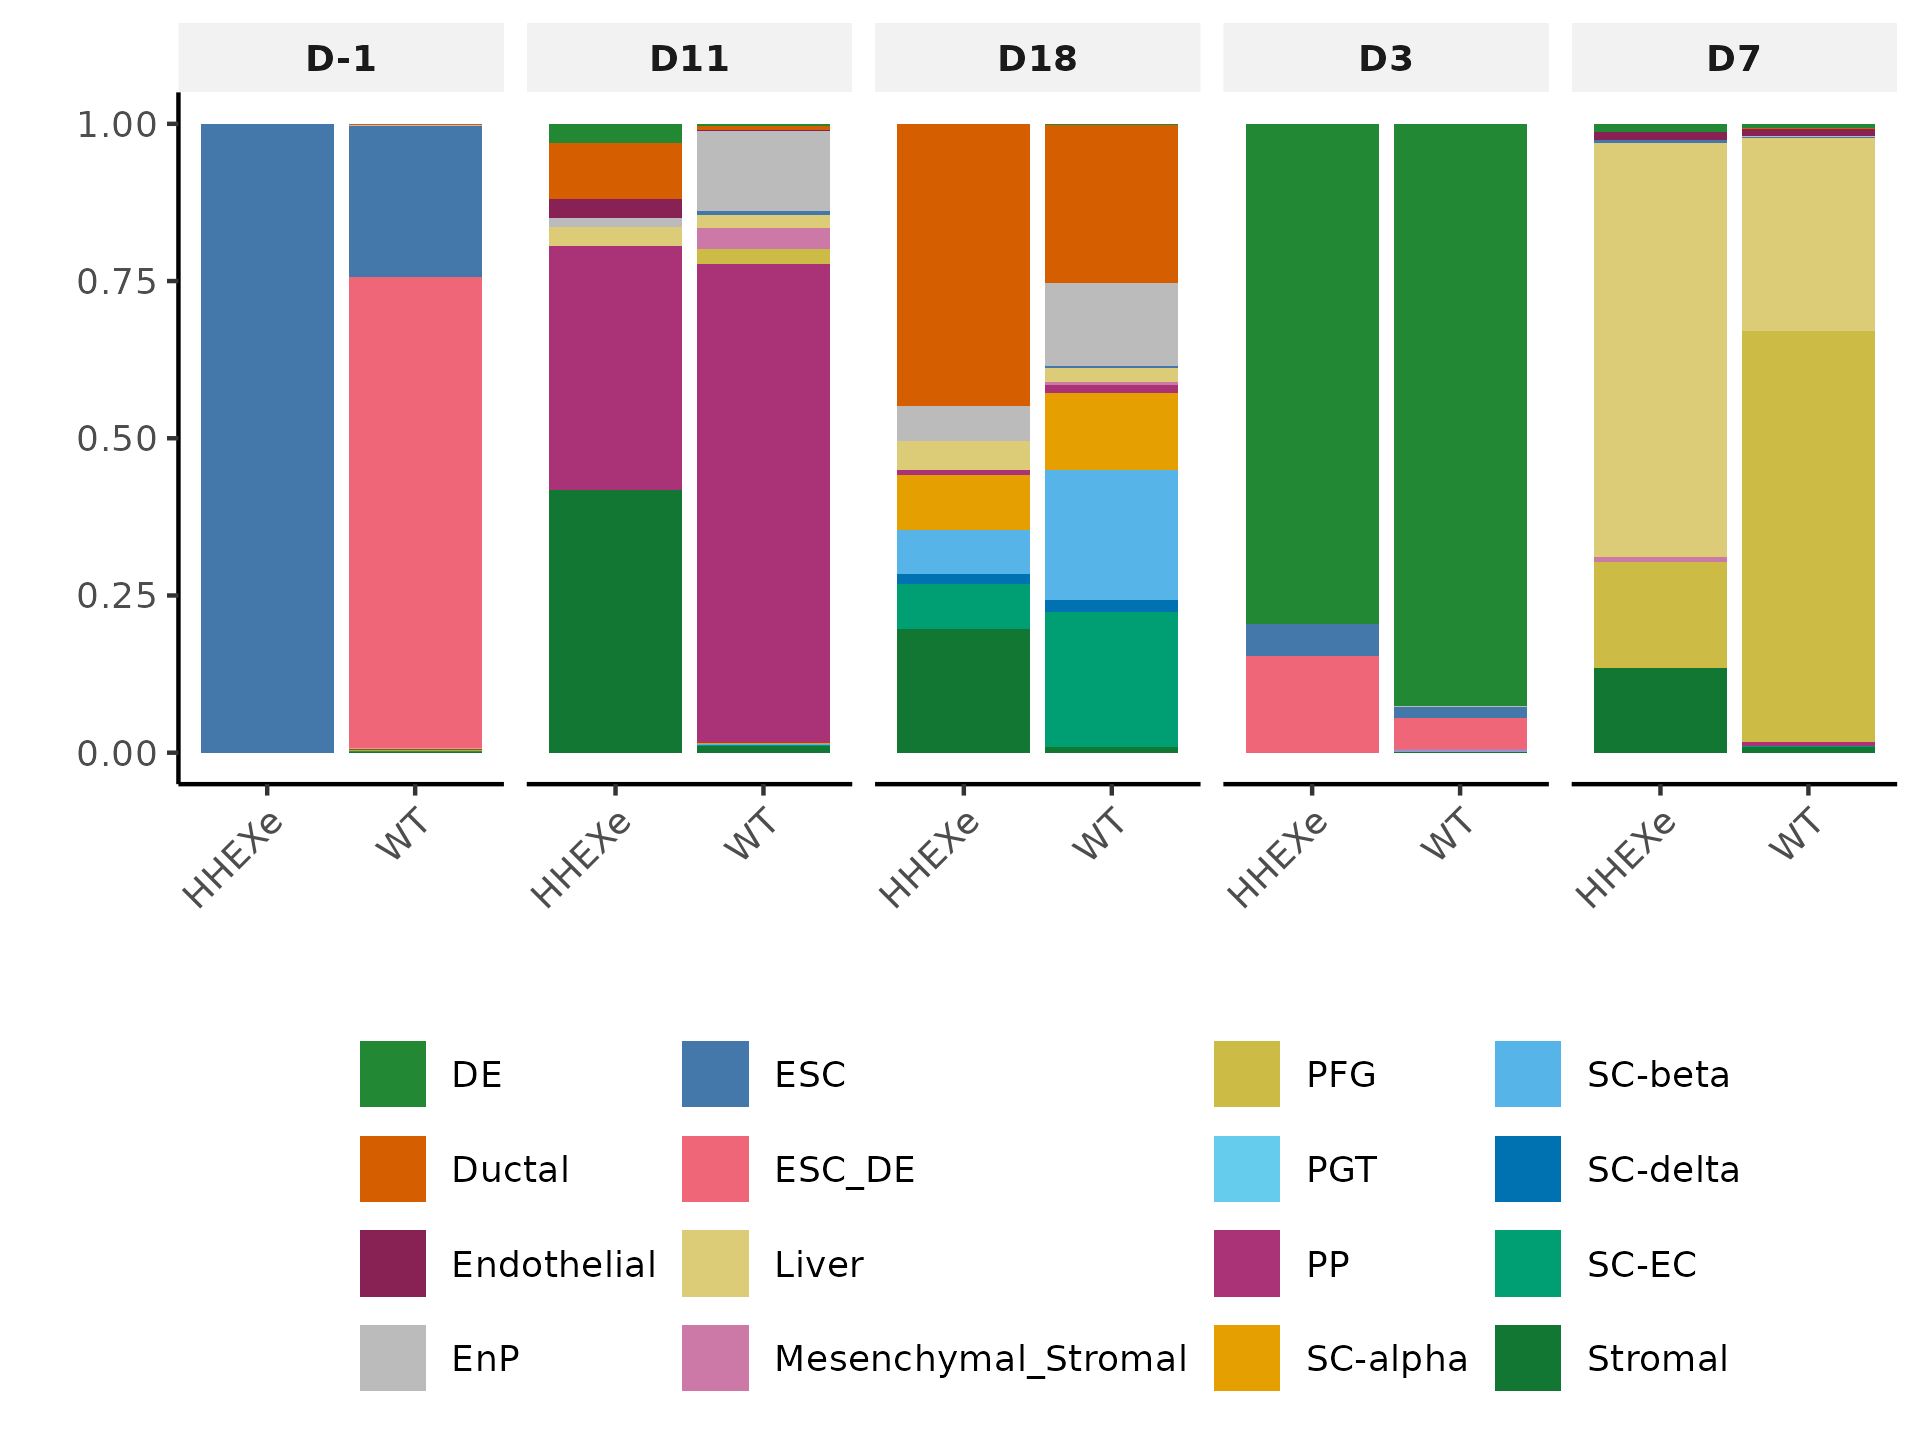 D-1 D11 D18 D3 D7
1.00
0.75
0.50
0.25
0.00
HHEXe WT HHEXe WT HHEXe WT HHEXe WT HHEXe WT
DE ESC PFG SC-beta
Ductal ESC_DE PGT SC-delta
Endothelial Liver PP SC-EC
EnP Mesenchymal_Stromal SC-alpha Stromal